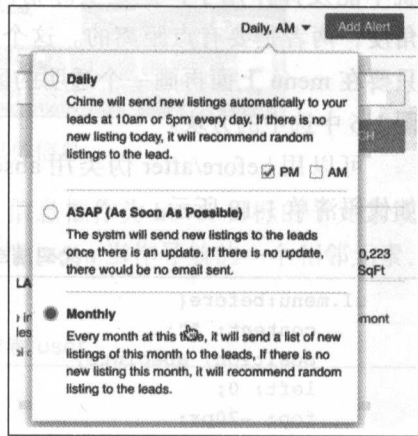 Daily, AM
Add Alert
Daily
Chime will send new listings automatically to your
leads at 10am or 5pm every day. If there is no
new listing today, it will recommend random
listings to the lead.
PM AM
ASAP (As Soon As Possible)
The systm will send new listings to the leads
once there is an update. If there is no update,
there would be no email sent.
0,223
SqFt
LA
Monthly
Every month at this time, it will send a list of new
listings of this month to the leads, If there is no
new listing this month, it will recommend random
listing to the leads.
mont